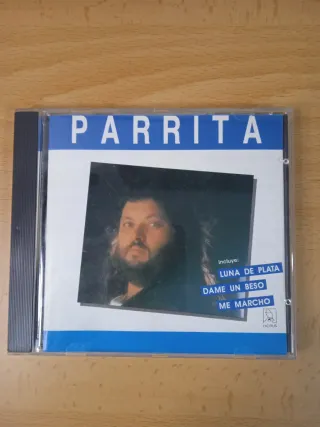 PARRITA
Incluye:
LUNA DE PLATA
DAME UN BESO
ME MARCHO